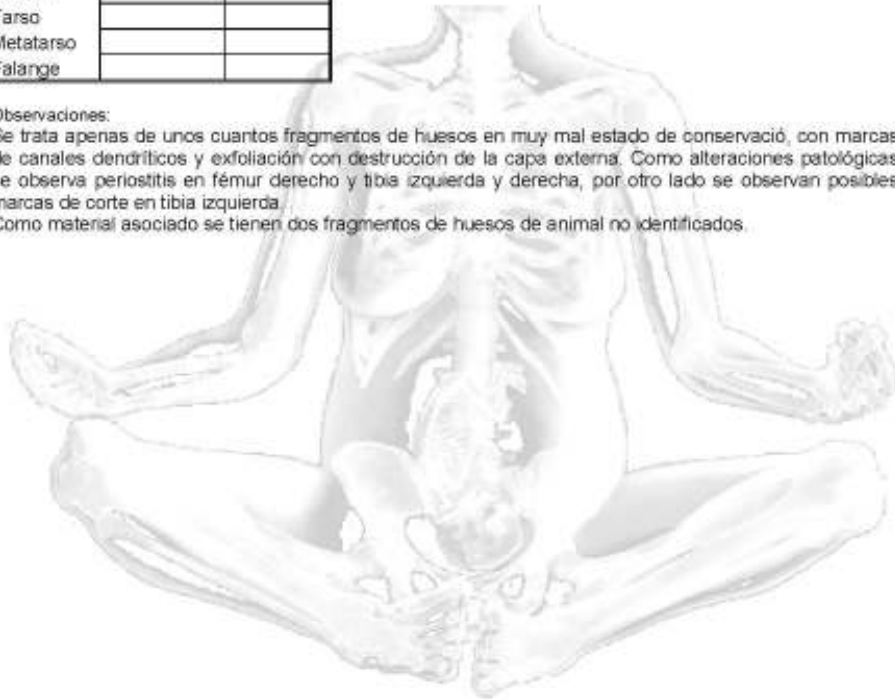 arso
Metatarso
alange
Observaciones:
Se trata apenas de unos cuantos fragmentos de huesos en muy mal estado de conservació, con marcas
de canales dendríticos y exfoliación con destrucción de la capa externa. Como alteraciones patológicas
se observa periostitis en fémur derecho y tibia izquierda y derecha, por otro lado se observan posibles
marcas de corte en tibia izquierda.
Como material asociado se tienen dos fragmentos de huesos de animal no identificados.